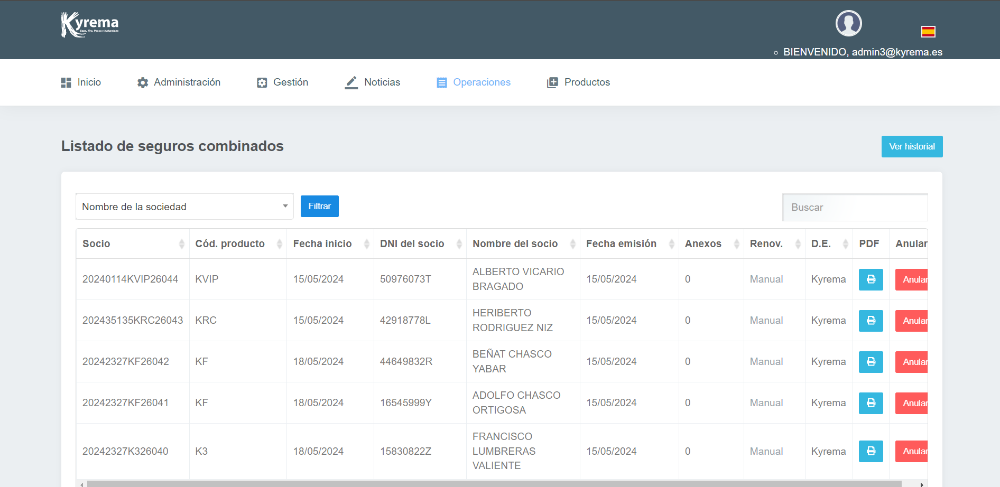 Kyrema
Caza, Tiro, Pesca y Naturaleza
BIENVENIDO, admin3@kyrema.es
Inicio Administración Gestión Noticias Operaciones Productos
Listado de seguros combinados
Ver historial
Nombre de la sociedad Filtrar Buscar
Socio Cód. producto Fecha inicio DNI del socio Nombre del socio Fecha emisión Anexos Renov. D.E. PDF Anular
20240114KVIP26044 KVIP 15/05/2024 50976073T ALBERTO VICARIO BRAGADO 15/05/2024 0 Manual Kyrema Anular
202435135KRC26043 KRC 15/05/2024 42918778L HERIBERTO RODRIGUEZ NIZ 15/05/2024 0 Manual Kyrema Anular
20242327KF26042 KF 18/05/2024 44649832R BEÑAT CHASCO YABAR 15/05/2024 0 Manual Kyrema Anular
20242327KF26041 KF 18/05/2024 16545999Y ADOLFO CHASCO ORTIGOSA 15/05/2024 0 Manual Kyrema Anular
20242327K326040 K3 18/05/2024 15830822Z FRANCISCO LUMBRERAS VALIENTE 15/05/2024 0 Manual Kyrema Anular